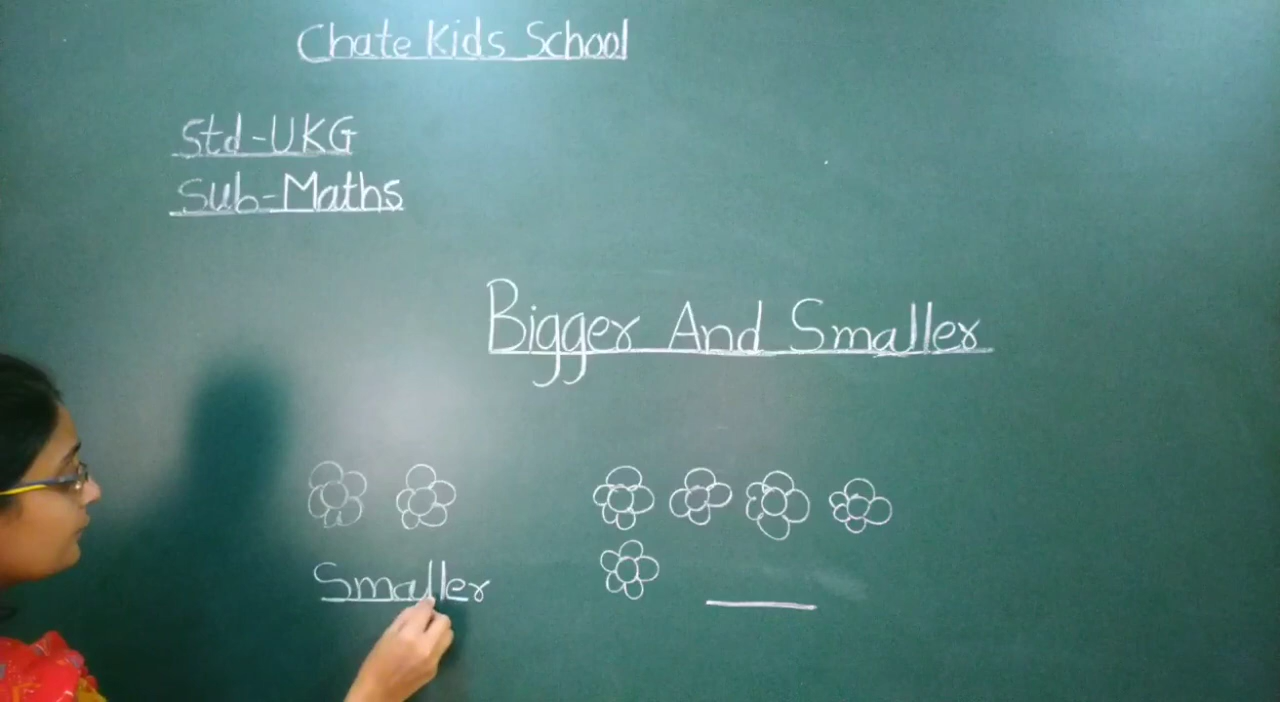 Chate Kids School
Std-UKG
Sub-Maths
Bigger And Smaller
Smaller